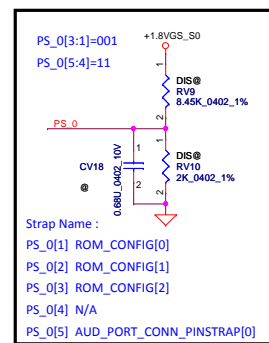 PS_0[3:1]=001
PS_0[5:4]=11
+1.8VGS_S0
1
DIS@
RV9
8.45K_0402_1%
2
PS_0
1
1
DIS@
RV10
2K_0402_1%
CV18
@
0.68U_0402_10V
2
2
Strap Name :
PS_0[1] ROM_CONFIG[0]
PS_0[2] ROM_CONFIG[1]
PS_0[3] ROM_CONFIG[2]
PS_0[4] N/A
PS_0[5] AUD_PORT_CONN_PINSTRAP[0]